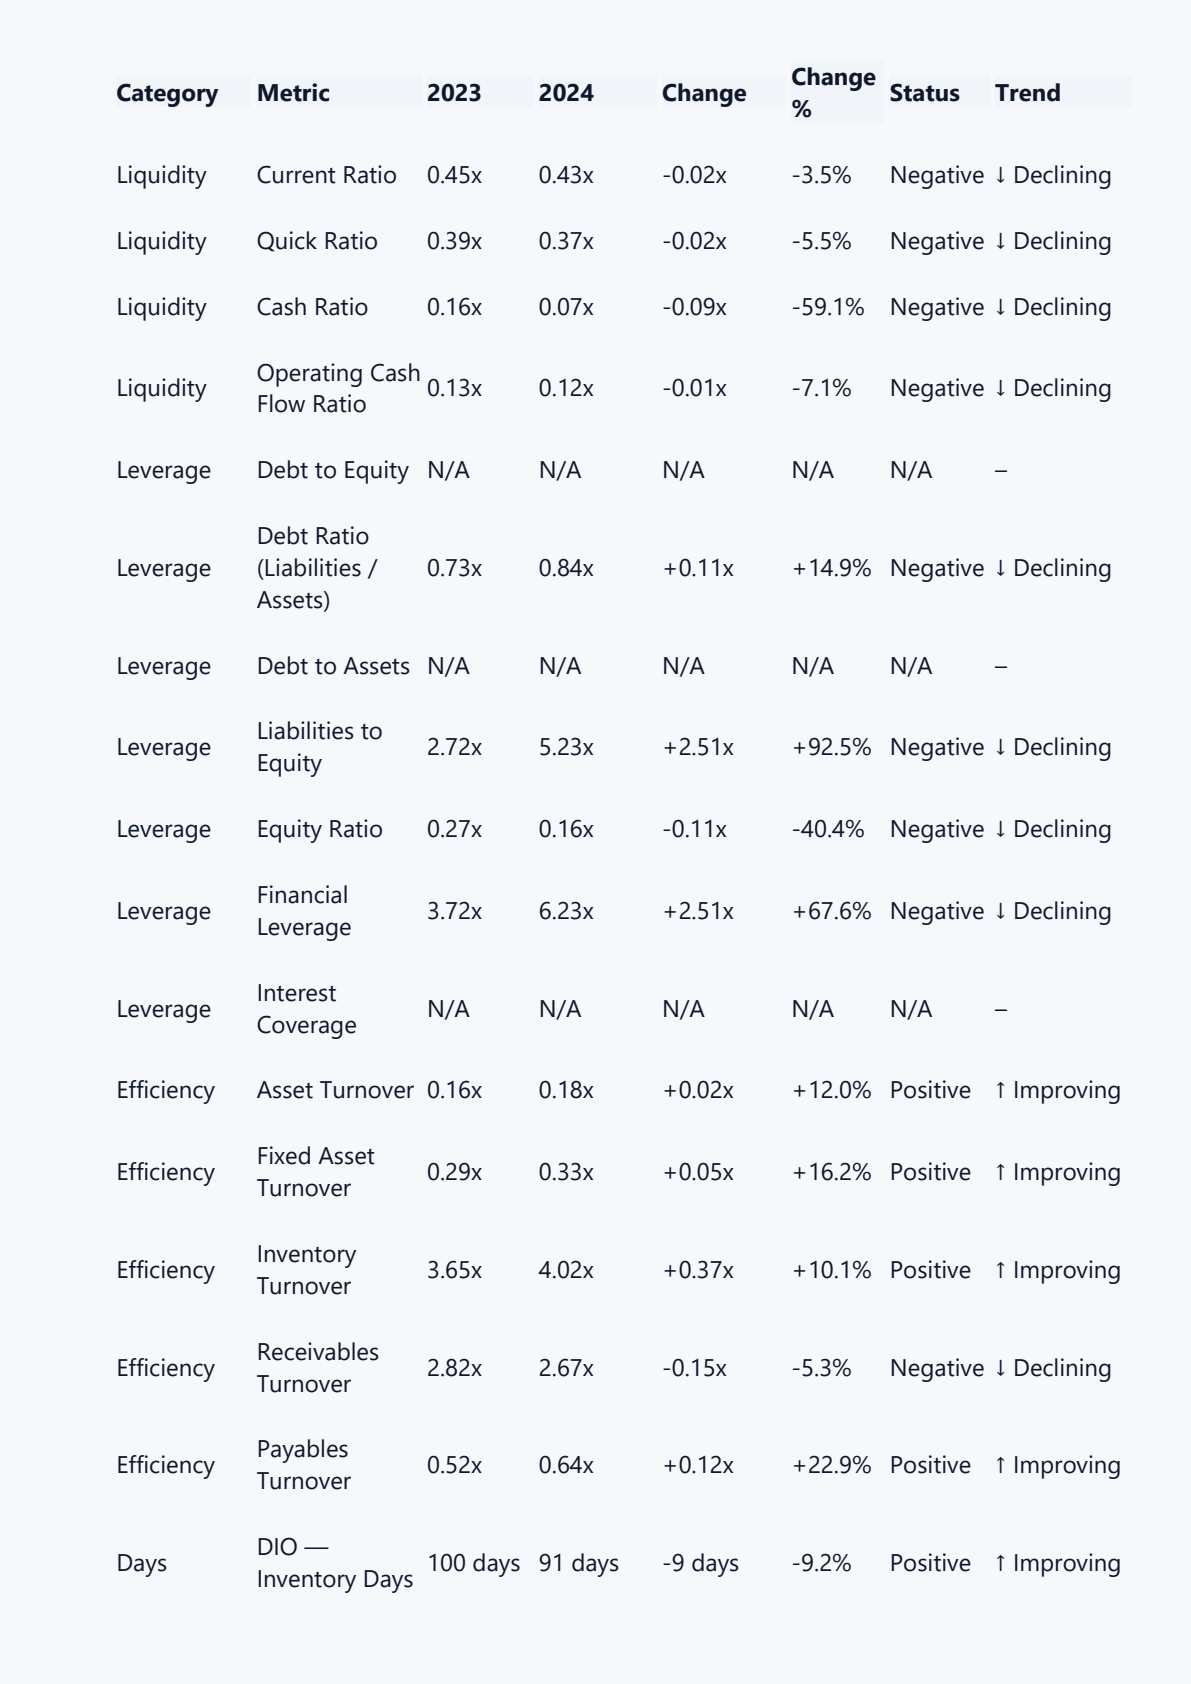 Category Metric 2023 2024 Change Change % Status Trend
Liquidity Current Ratio 0.45x 0.43x -0.02x -3.5% Negative ↓ Declining
Liquidity Quick Ratio 0.39x 0.37x -0.02x -5.5% Negative ↓ Declining
Liquidity Cash Ratio 0.16x 0.07x -0.09x -59.1% Negative ↓ Declining
Liquidity Operating Cash Flow Ratio 0.13x 0.12x -0.01x -7.1% Negative ↓ Declining
Leverage Debt to Equity N/A N/A N/A N/A N/A –
Leverage Debt Ratio (Liabilities / Assets) 0.73x 0.84x +0.11x +14.9% Negative ↓ Declining
Leverage Debt to Assets N/A N/A N/A N/A N/A –
Leverage Liabilities to Equity 2.72x 5.23x +2.51x +92.5% Negative ↓ Declining
Leverage Equity Ratio 0.27x 0.16x -0.11x -40.4% Negative ↓ Declining
Leverage Financial Leverage 3.72x 6.23x +2.51x +67.6% Negative ↓ Declining
Leverage Interest Coverage N/A N/A N/A N/A N/A –
Efficiency Asset Turnover 0.16x 0.18x +0.02x +12.0% Positive ↑ Improving
Efficiency Fixed Asset Turnover 0.29x 0.33x +0.05x +16.2% Positive ↑ Improving
Efficiency Inventory Turnover 3.65x 4.02x +0.37x +10.1% Positive ↑ Improving
Efficiency Receivables Turnover 2.82x 2.67x -0.15x -5.3% Negative ↓ Declining
Efficiency Payables Turnover 0.52x 0.64x +0.12x +22.9% Positive ↑ Improving
Days DIO — Inventory Days 100 days 91 days -9 days -9.2% Positive ↑ Improving